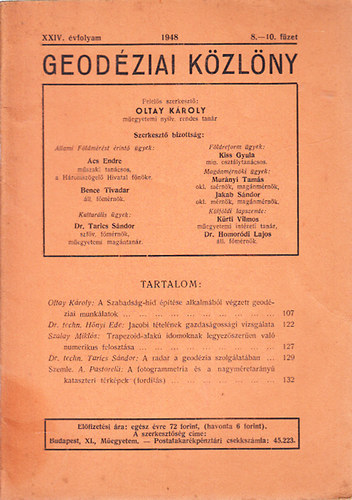 XXIV. évfolyam 1948 8.—10. füzet
GEODÉZIAI KÖZLÖNY
Felelős szerkesztő:
OLTAY KÁROLY
műegyetemi nyilv. rendes tanár
Szerkesztő bizottság:
Állami Földmérést érintő ügyek:
Ács Endre
műszaki tanácsos,
a Háromszögelő Hivatal főnöke.
Bencé Tivadar
áll. főmérnök.
Kulturális ügyek:
Dr. Tarics Sándor
székfőv. főmérnök,
műegyetemi magántanár.
Földreform ügyek:
Kiss Gyula
min. osztálytanácsos.
Magánmérnöki ügyek:
Murányi Tamás
okl. mérnök, magánmérnök,
Jakab Sándor
okl. mérnök, magánmérnök.
Külföldi lapszemle:
Kürti Vilmos
műegyetemi intézeti tanár,
Dr. Homoródi Lajos
áll. főmérnök.
TARTALOM:
Oltay Károly: A Szabadság-híd építése alkalmából végzett geodé-
ziai munkálatok ... 107
Dr. techn. Hönyi Ede: Jacobi tételének gazdaságossági vizsgálata 122
Szalay Miklós: Trapezoid-alakú idomoknak legyezőszerűen való
numerikus felosztása ... 127
Dr. techn. Tarics Sándor: A radar a geodézia szolgálatában ... 129
Szemle. A. Pastorelli: A fotogrammetria és a nagyméretarányú
kataszteri térképek (fordítás) ... 132
Előfizetési ára: egész évre 72 forint, (havonta 6 forint).
A szerkesztőség címe:
Budapest, XI., Műegyetem. — Postatakarékpénztári csekkszámla: 45.223.